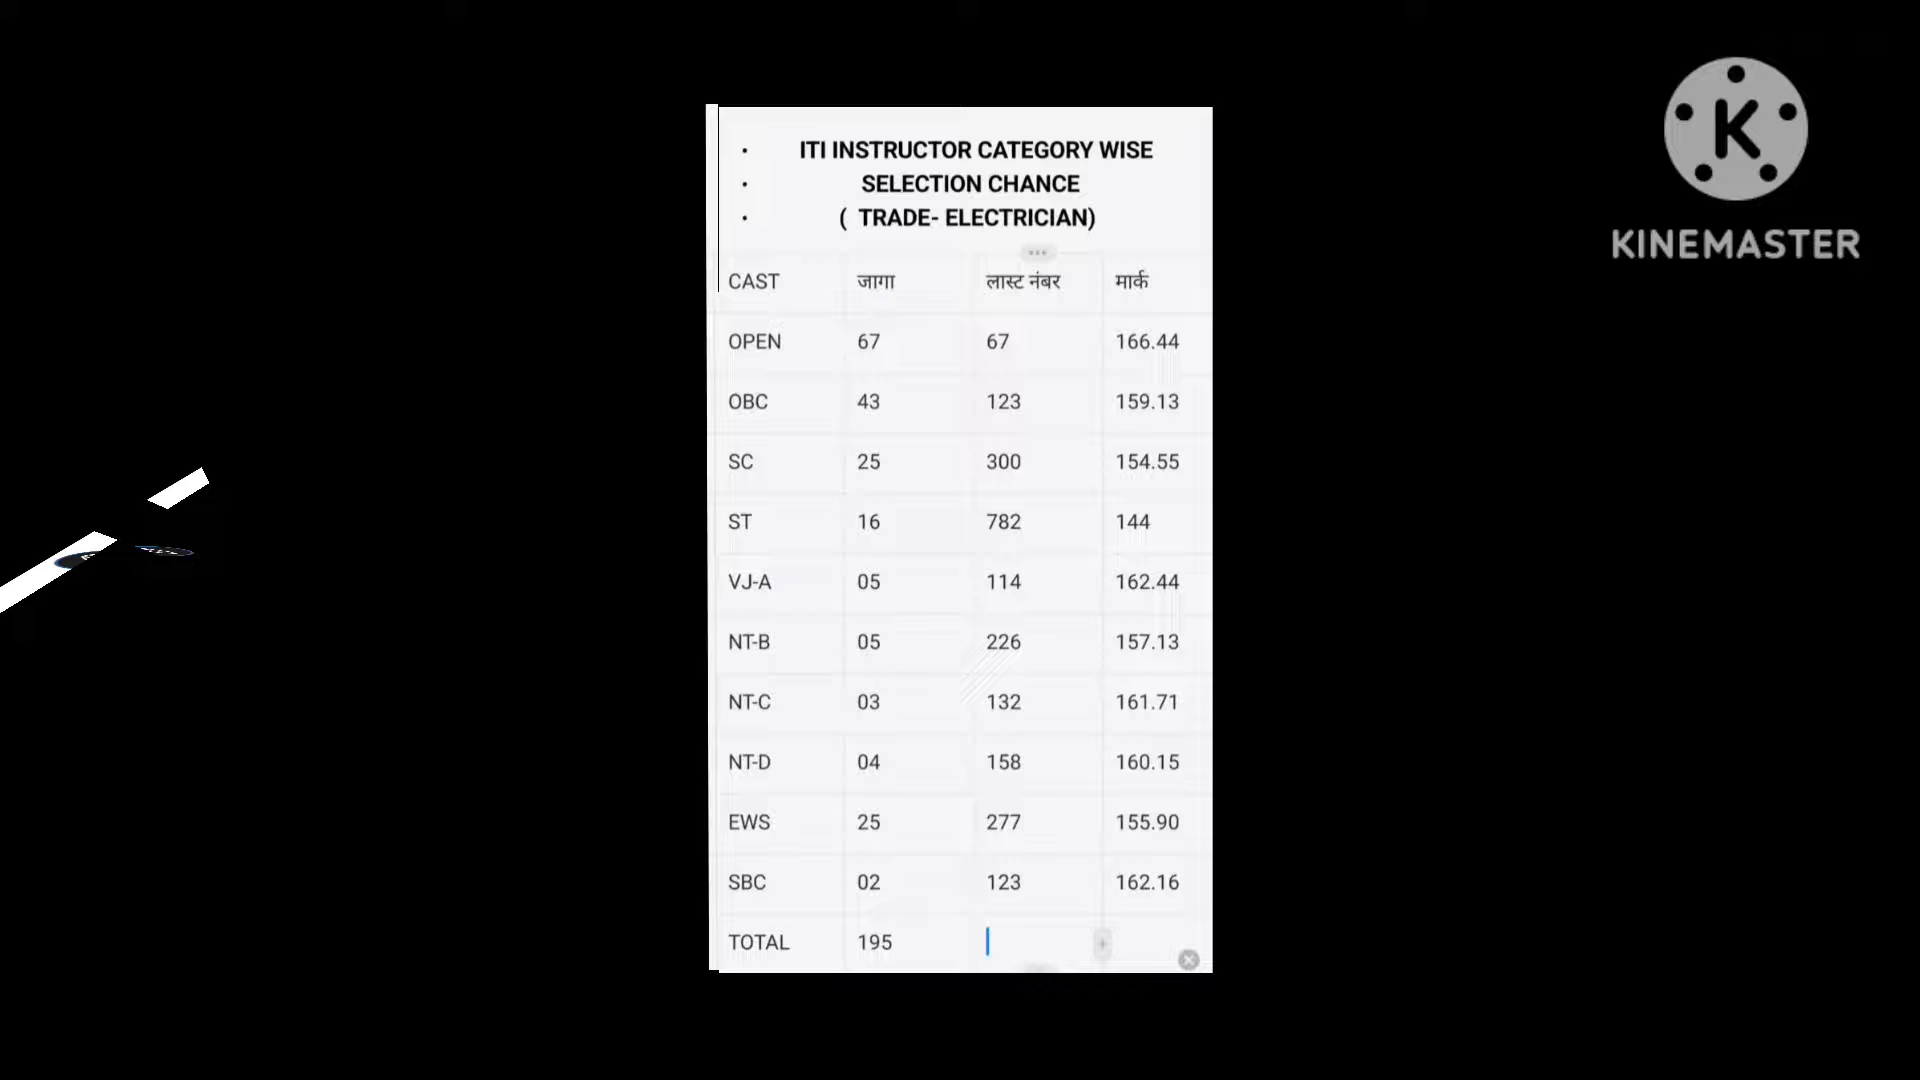 • ITI INSTRUCTOR CATEGORY WISE
• SELECTION CHANCE
• ( TRADE- ELECTRICIAN)
CAST जागा लास्ट नंबर मार्क
OPEN 67 67 166.44
OBC 43 123 159.13
SC 25 300 154.55
ST 16 782 144
VJ-A 05 114 162.44
NT-B 05 226 157.13
NT-C 03 132 161.71
NT-D 04 158 160.15
EWS 25 277 155.90
SBC 02 123 162.16
TOTAL 195
K
KINEMASTER